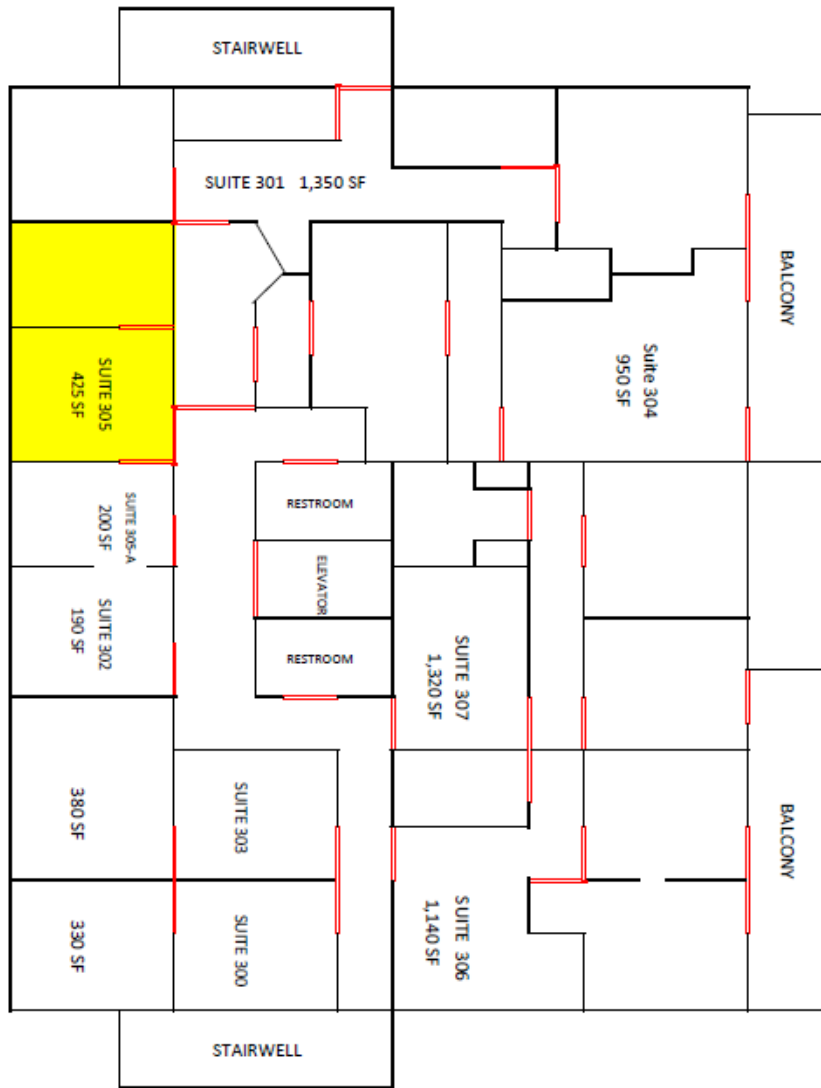 STAIRWELL
SUITE 301   1,350 SF
BALCONY
Suite 304
950 SF
SUITE 305
425 SF
SUITE 305-A
200 SF
RESTROOM
ELEVATOR
RESTROOM
SUITE 302
190 SF
SUITE 307
1,320 SF
380 SF
SUITE 303
BALCONY
330 SF
SUITE 300
SUITE 306
1,140 SF
STAIRWELL